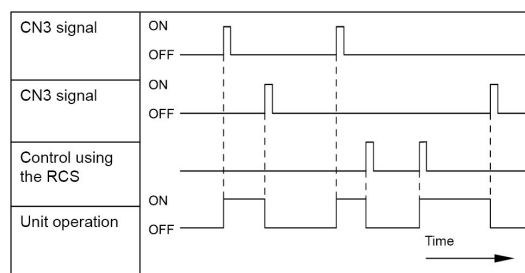 CN3 signal
ON
OFF
CN3 signal
ON
OFF
Control using
the RCS
Unit operation
ON
OFF
Time